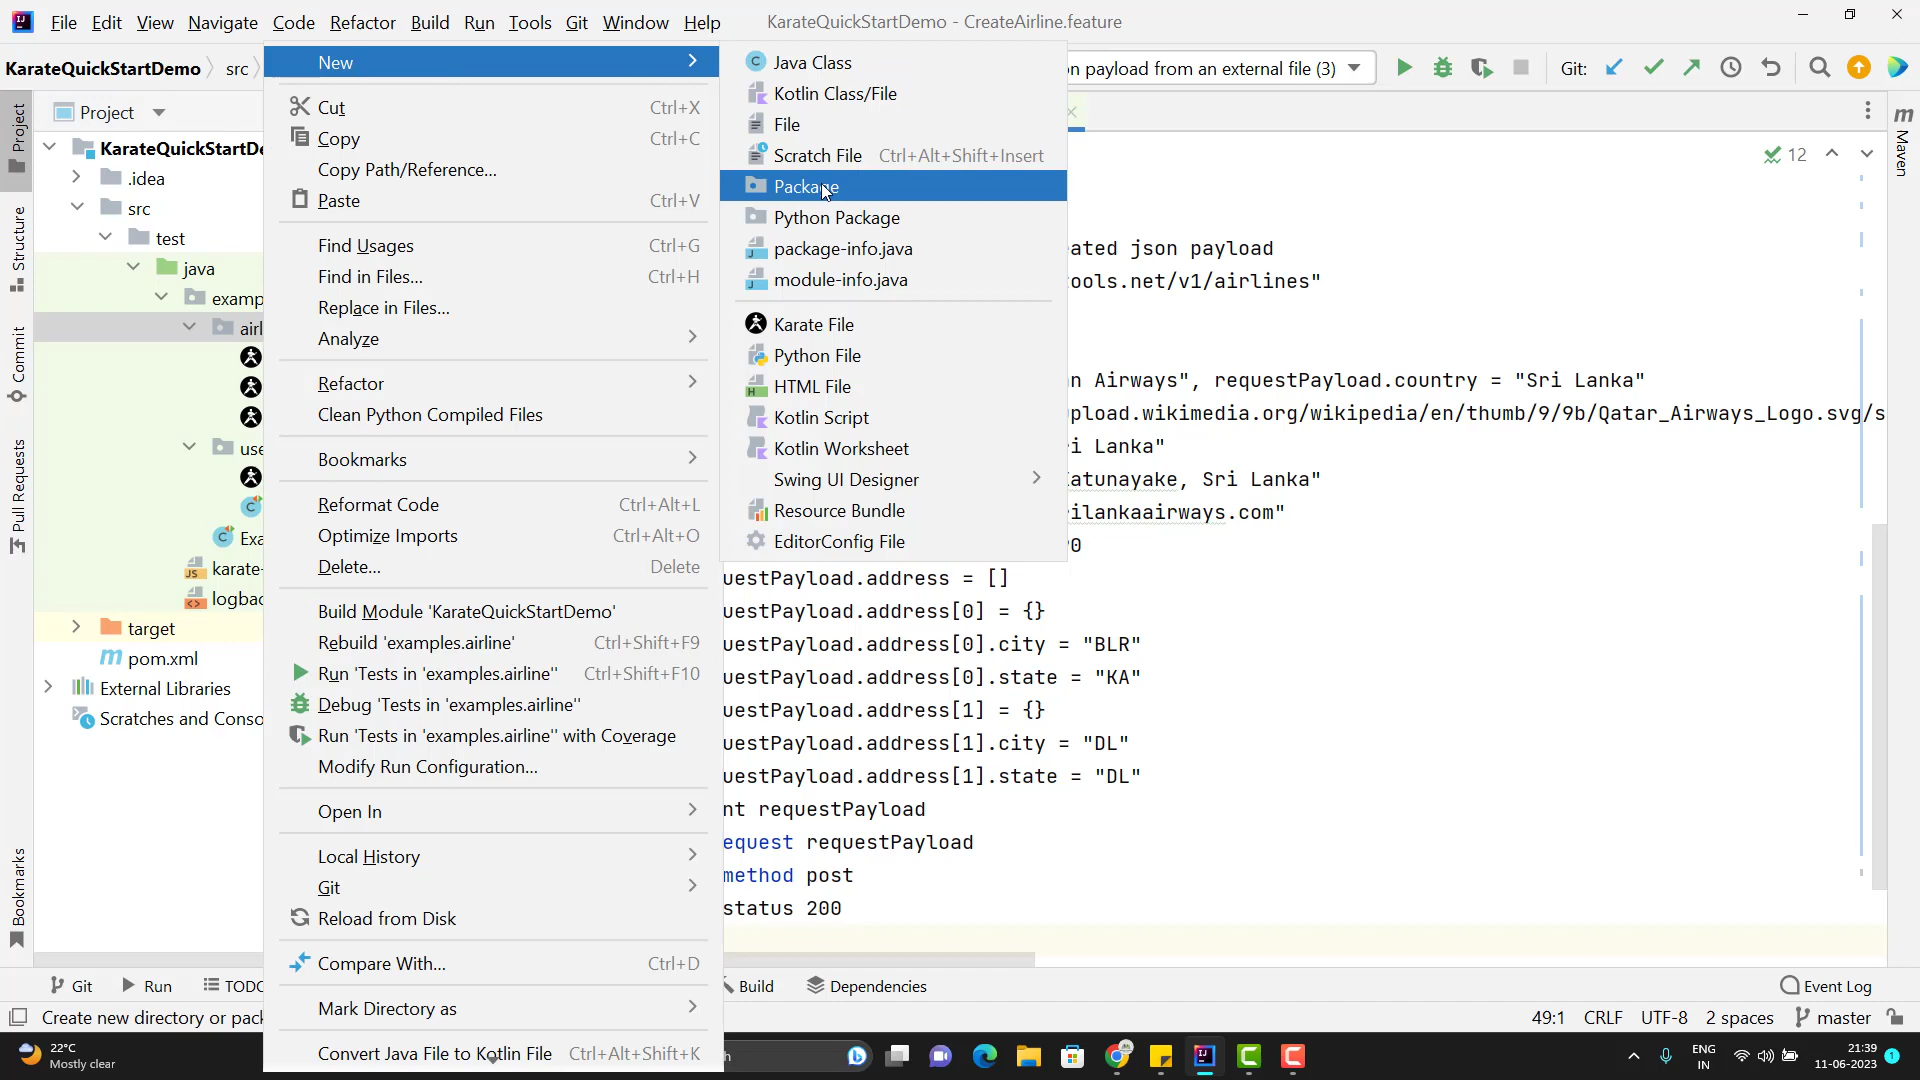 File Edit View Navigate Code Refactor Build Run Tools Git Window Help KarateQuickStartDemo - CreateAirline.feature
KarateQuickStartDemo src
n payload from an external file (3) Git:
Project
Structure
Commit
Pull Requests
Bookmarks
Project
KarateQuickStartDe
.idea
src
test
java
examp
airl
use
Exa
karate-
logbac
target
pom.xml
External Libraries
Scratches and Conso
New
Cut Ctrl+X
Copy Ctrl+C
Copy Path/Reference...
Paste Ctrl+V
Find Usages Ctrl+G
Find in Files... Ctrl+H
Replace in Files...
Analyze
Refactor
Clean Python Compiled Files
Bookmarks
Reformat Code Ctrl+Alt+L
Optimize Imports Ctrl+Alt+O
Delete... Delete
Build Module 'KarateQuickStartDemo'
Rebuild 'examples.airline' Ctrl+Shift+F9
Run 'Tests in 'examples.airline'' Ctrl+Shift+F10
Debug 'Tests in 'examples.airline''
Run 'Tests in 'examples.airline'' with Coverage
Modify Run Configuration...
Open In
Local History
Git
Reload from Disk
Compare With... Ctrl+D
Mark Directory as
Convert Java File to Kotlin File Ctrl+Alt+Shift+K
Java Class
Kotlin Class/File
File
Scratch File Ctrl+Alt+Shift+Insert
Package
Python Package
package-info.java
module-info.java
Karate File
Python File
HTML File
Kotlin Script
Kotlin Worksheet
Swing UI Designer
Resource Bundle
EditorConfig File
12
Maven
eated json payload
ools.net/v1/airlines"
n Airways", requestPayload.country = "Sri Lanka"
pload.wikimedia.org/wikipedia/en/thumb/9/9b/Qatar_Airways_Logo.svg/s
i Lanka"
atunayake, Sri Lanka"
ilankaairways.com"
0
uestPayload.address = []
uestPayload.address[0] = {}
uestPayload.address[0].city = "BLR"
uestPayload.address[0].state = "KA"
uestPayload.address[1] = {}
uestPayload.address[1].city = "DL"
uestPayload.address[1].state = "DL"
nt requestPayload
equest requestPayload
method post
status 200
Git Run TODO Build Dependencies Event Log
Create new directory or pack 49:1 CRLF UTF-8 2 spaces master
22°C
Mostly clear
h
ENG
IN
21:39
11-06-2023
1